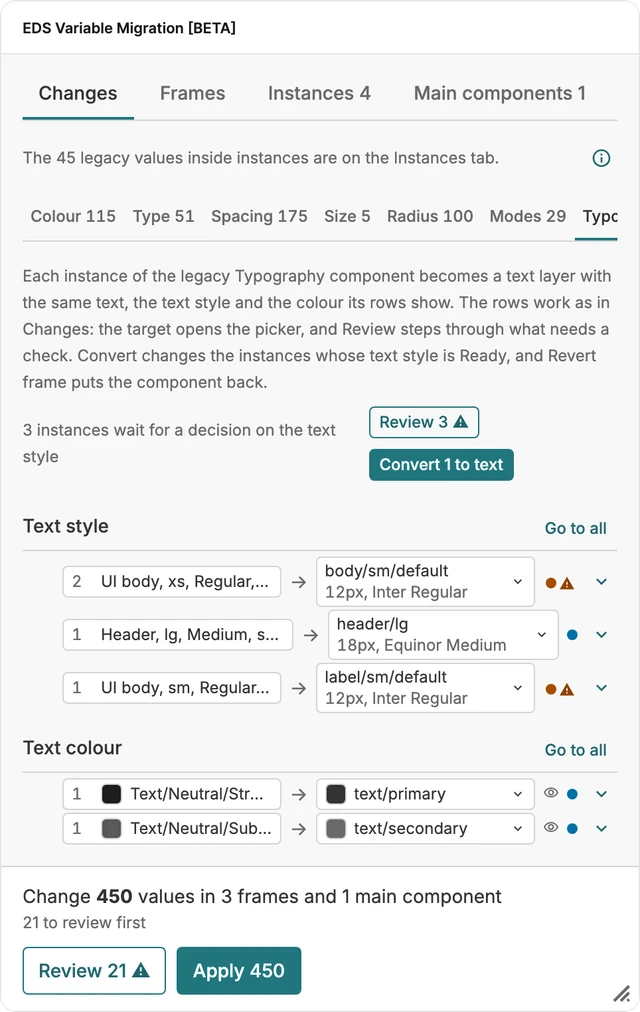 EDS Variable Migration [BETA]
Changes Frames Instances 4 Main components 1
The 45 legacy values inside instances are on the Instances tab.
Colour 115 Type 51 Spacing 175 Size 5 Radius 100 Modes 29 Typo
Each instance of the legacy Typography component becomes a text layer with
the same text, the text style and the colour its rows show. The rows work as in
Changes: the target opens the picker, and Review steps through what needs a
check. Convert changes the instances whose text style is Ready, and Revert
frame puts the component back.
3 instances wait for a decision on the text
style
Review 3
Convert 1 to text
Text style Go to all
2 UI body, xs, Regular,... → body/sm/default
12px, Inter Regular
1 Header, lg, Medium, s... → header/lg
18px, Equinor Medium
1 UI body, sm, Regular... → label/sm/default
12px, Inter Regular
Text colour Go to all
1 Text/Neutral/Str... → text/primary
1 Text/Neutral/Sub... → text/secondary
Change 450 values in 3 frames and 1 main component
21 to review first
Review 21 Apply 450